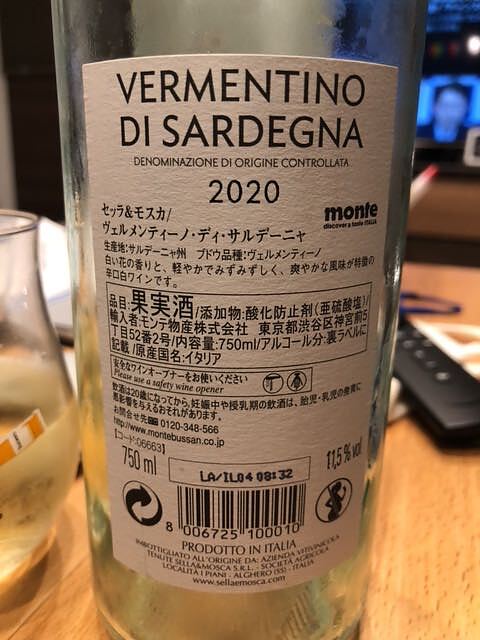 VERMENTINO
DI SARDEGNA
DENOMINAZIONE DI ORIGINE CONTROLLATA
2020
monte
discover a taste ITALIA
セッラ&モスカ/
ヴェルメンティーノ・ディ・サルデーニャ
生産地:サルデーニャ州 ブドウ品種:ヴェルメンティーノ
白い花の香りと、軽やかでみずみずしく、爽やかな風味が特徴の
辛口白ワインです。
品目:果実酒/添加物:酸化防止剤(亜硫酸塩)/
輸入者:モンテ物産株式会社 東京都渋谷区神宮前5
丁目52番2号/内容量:750ml/アルコール分:裏ラベルに
記載/原産国名:イタリア
安全なワインオープナーをお使いください
Please use a safety wine opener
飲酒は20歳になってから。妊娠中や授乳期の飲酒は、胎児・乳児の発育に
悪影響を与えるおそれがあります。
お問合せ先 0120-348-566
http://www.montebussan.co.jp
【コード:06663】
750 ml
LA/IL04 08:32
11,5 % vol
8 006725 100010
PRODOTTO IN ITALIA
IMBOTTIGLIATO ALL'ORIGINE DA: AZIENDA VITIVINICOLA
TENUTE SELLA&MOSCA S.R.L. - SOCIETÀ AGRICOLA
LOCALITÀ I PIANI - ALGHERO (SS) - ITALIA
www.sellaemosca.com